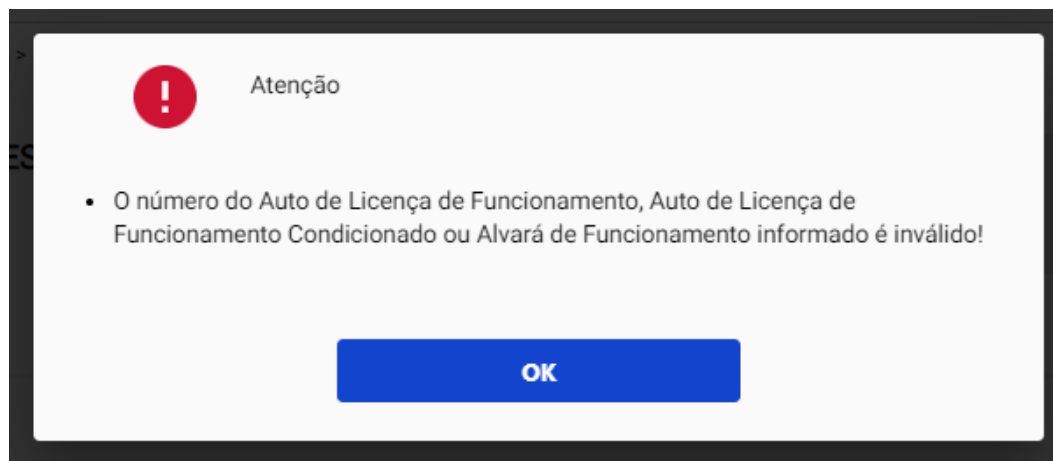 >
Atenção
ES
• O número do Auto de Licença de Funcionamento, Auto de Licença de
Funcionamento Condicionado ou Alvará de Funcionamento informado é inválido!
OK